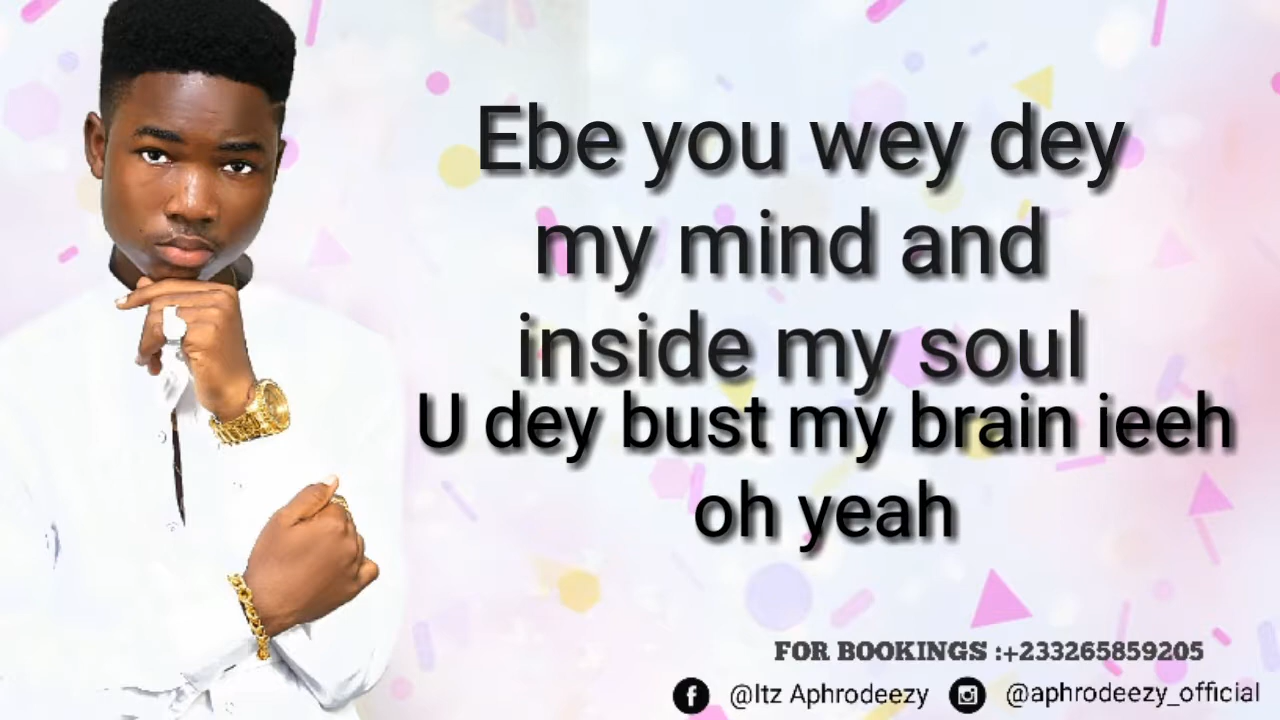 Ebe you wey dey
my mind and
inside my soul
U dey bust my brain ieeh
oh yeah
FOR BOOKINGS :+233265859205
@Itz Aphrodeezy @aphrodeezy_official